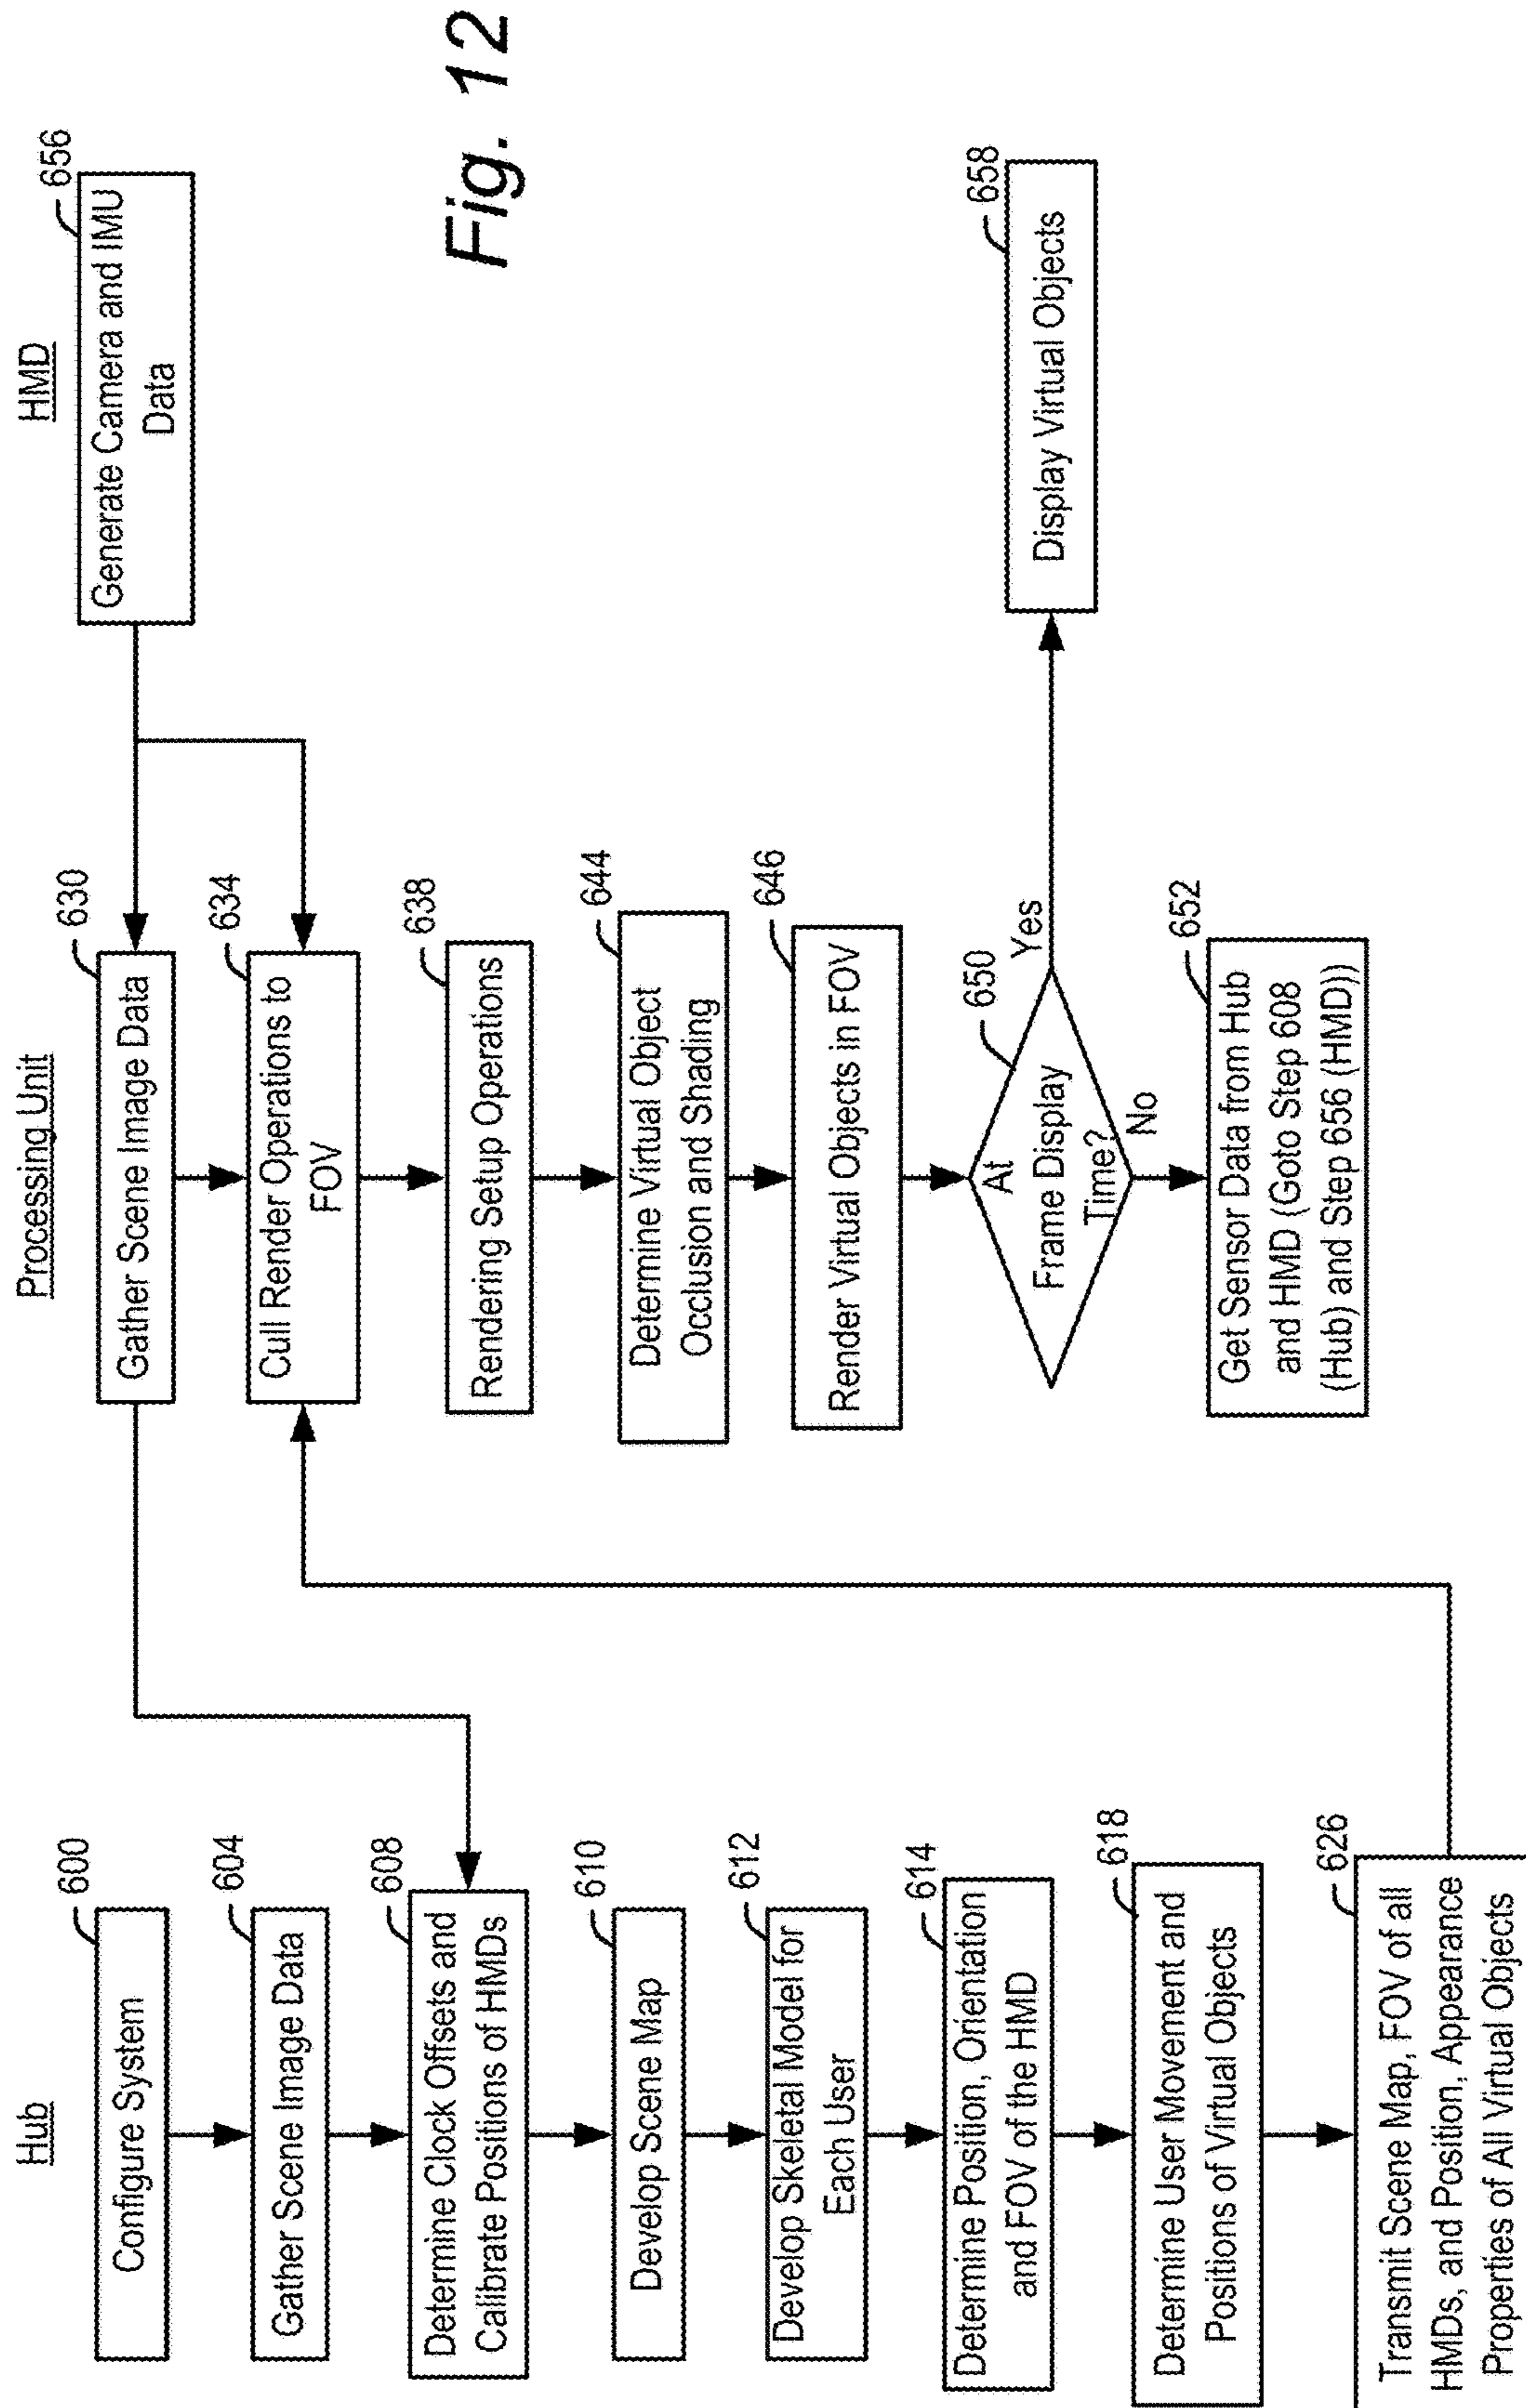 Hub
600
Configure System
604
Gather Scene Image Data
608
Determine Clock Offsets and
Calibrate Positions of HMDs
610
Develop Scene Map
612
Develop Skeletal Model for
Each User
614
Determine Position, Orientation
and FOV of the HMD
618
Determine User Movement and
Positions of Virtual Objects
626
Transmit Scene Map, FOV of all
HMDs, and Position, Appearance
Properties of All Virtual Objects
Processing Unit
630
Gather Scene Image Data
634
Cull Render Operations to
FOV
638
Rendering Setup Operations
644
Determine Virtual Object
Occlusion and Shading
646
Render Virtual Objects in FOV
650
At
Frame Display
Time?
Yes
No
652
Get Sensor Data from Hub
and HMD (Goto Step 608
(Hub) and Step 656 (HMD))
HMD
656
Generate Camera and IMU
Data
658
Display Virtual Objects
Fig. 12